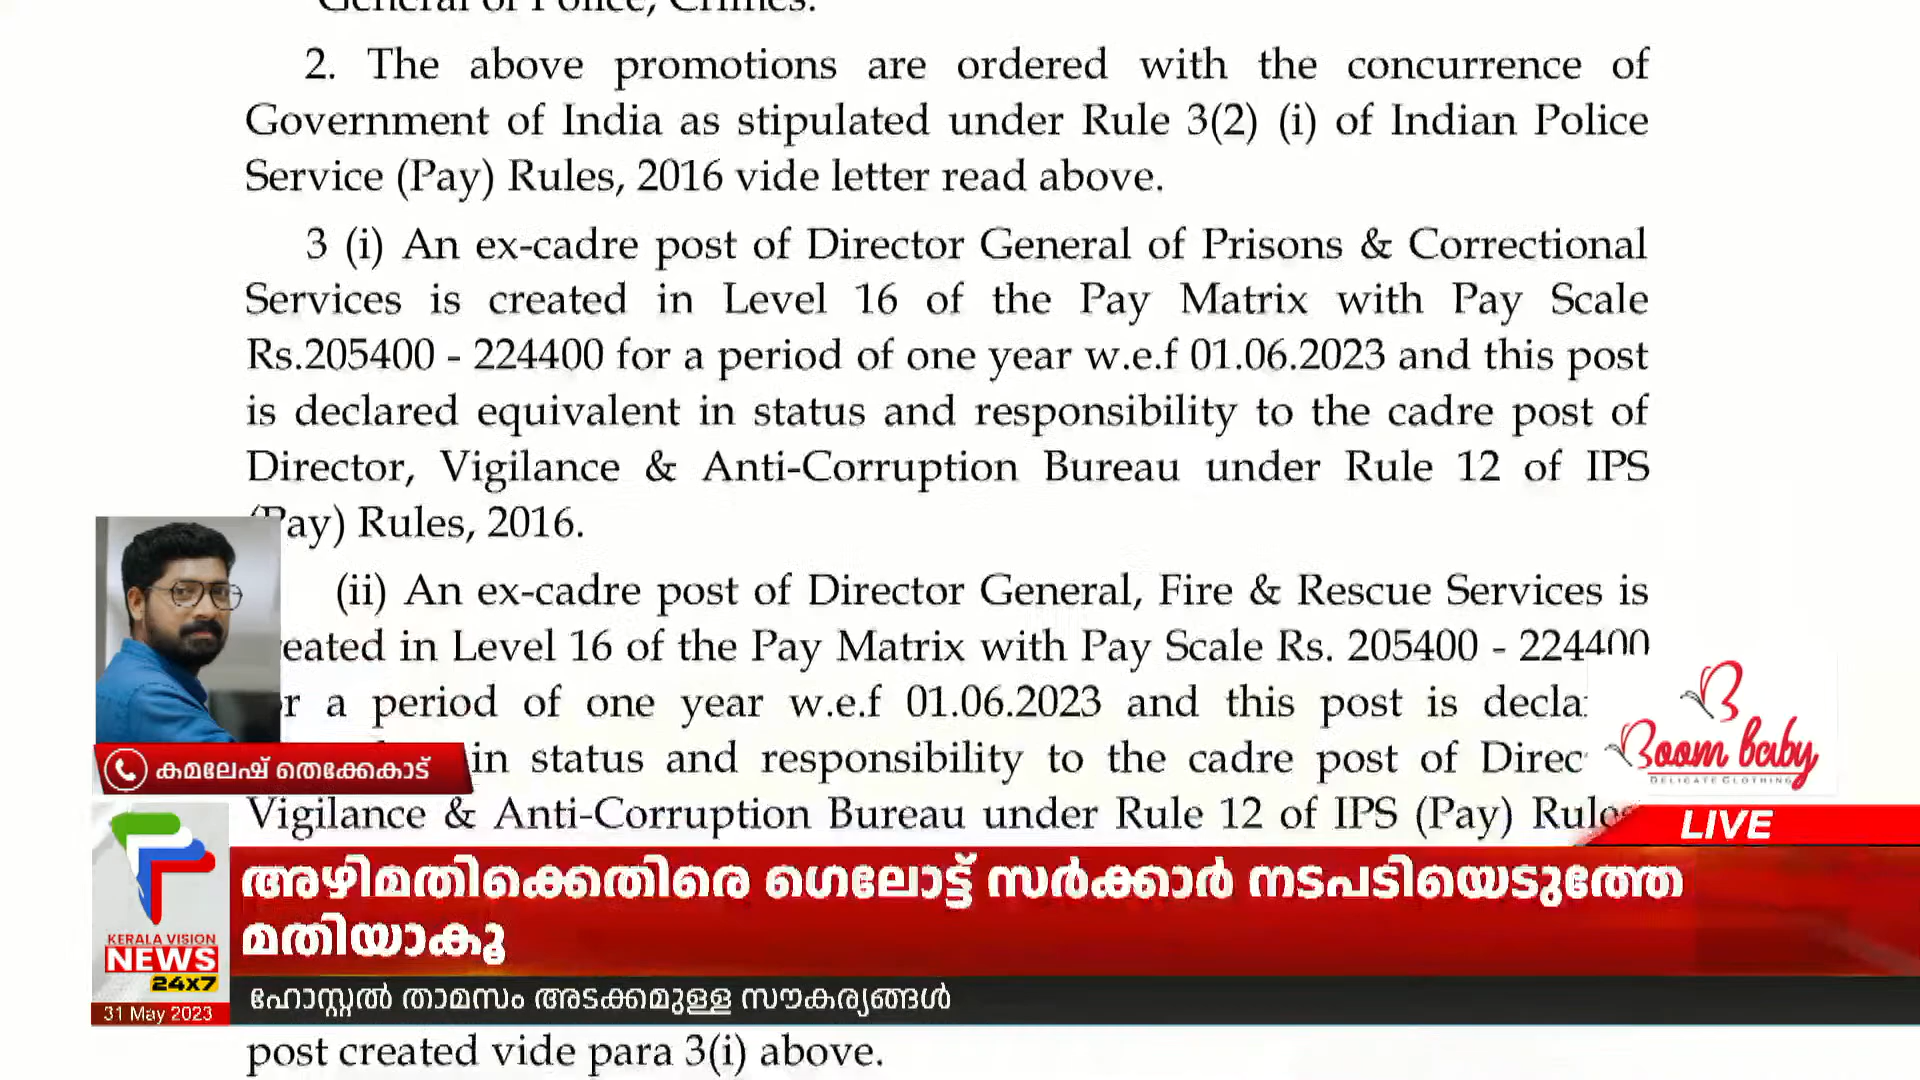 General of Police, Crimes.
2. The above promotions are ordered with the concurrence of
Government of India as stipulated under Rule 3(2) (i) of Indian Police
Service (Pay) Rules, 2016 vide letter read above.
3 (i) An ex-cadre post of Director General of Prisons & Correctional
Services is created in Level 16 of the Pay Matrix with Pay Scale
Rs.205400 - 224400 for a period of one year w.e.f 01.06.2023 and this post
is declared equivalent in status and responsibility to the cadre post of
Director, Vigilance & Anti-Corruption Bureau under Rule 12 of IPS
(Pay) Rules, 2016.
(ii) An ex-cadre post of Director General, Fire & Rescue Services is
reated in Level 16 of the Pay Matrix with Pay Scale Rs. 205400 - 224400
r a period of one year w.e.f 01.06.2023 and this post is decla
in status and responsibility to the cadre post of Direc
Vigilance & Anti-Corruption Bureau under Rule 12 of IPS (Pay) Rules
കമലേഷ് തെക്കേകാട്
Boom baby
DELICATE CLOTHING
LIVE
അഴിമതിക്കെതിരെ ഗെലോട്ട് സർക്കാർ നടപടിയെടുത്തേ
മതിയാകൂ
KERALA VISION
NEWS
24x7
31 May 2023
ഹോസ്റ്റൽ താമസം അടക്കമുള്ള സൗകര്യങ്ങൾ
post created vide para 3(i) above.